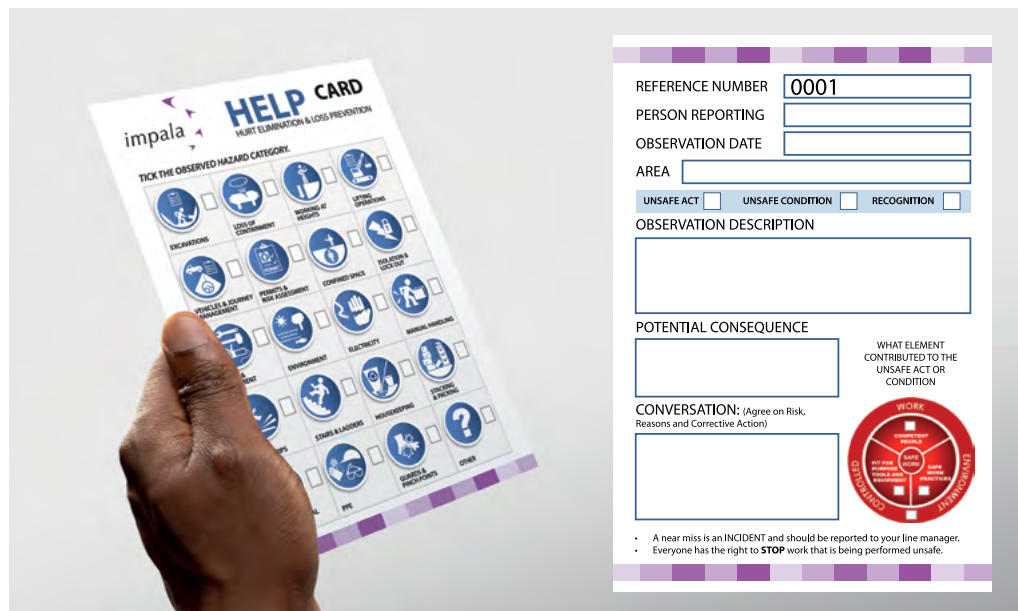 impala
HELP CARD
HURT ELIMINATION & LOSS PREVENTION
TICK THE OBSERVED HAZARD CATEGORY.
EXCAVATIONS
LOSS OF
CONTAINMENT
WORKING AT
HEIGHTS
LIFTING
OPERATIONS
VEHICLES & JOURNEY
MANAGEMENT
PERMITS &
RISK ASSESSMENT
PERMIT
CONFINED SPACE
ISOLATION &
LOCK OUT
ENVIRONMENT
ELECTRICITY
MANUAL HANDLING
STAIRS & LADDERS
HOUSEKEEPING
STACKING
& PACKING
PPE
GUARDS &
PINCH POINTS
?
OTHER
REFERENCE NUMBER 0001
PERSON REPORTING
OBSERVATION DATE
AREA
UNSAFE ACT UNSAFE CONDITION RECOGNITION
OBSERVATION DESCRIPTION
POTENTIAL CONSEQUENCE
WHAT ELEMENT
CONTRIBUTED TO THE
UNSAFE ACT OR
CONDITION
CONVERSATION: (Agree on Risk,
Reasons and Corrective Action)
WORK
ENVIRONMENT
CONTROLLED
COMPETENT
PEOPLE
SAFE
WORK
FIT FOR
PURPOSE
TOOLS AND
EQUIPMENT
SAFE
WORK
PRACTICES
• A near miss is an INCIDENT and should be reported to your line manager.
• Everyone has the right to STOP work that is being performed unsafe.